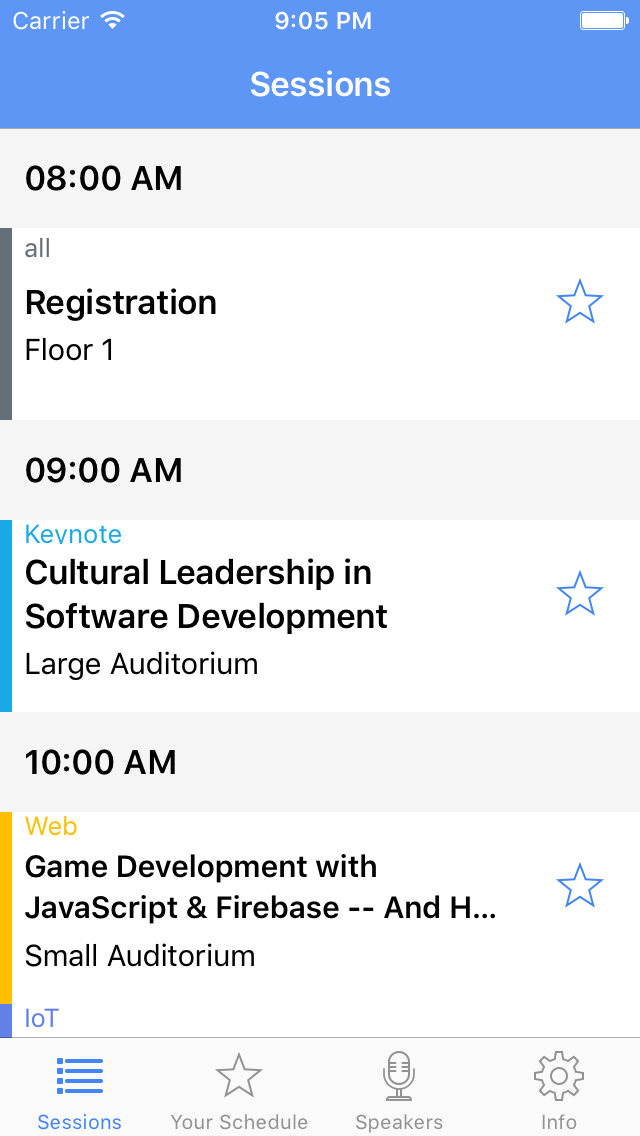 Carrier 9:05 PM
Sessions
08:00 AM
all
Registration
Floor 1
09:00 AM
Keynote
Cultural Leadership in
Software Development
Large Auditorium
10:00 AM
Web
Game Development with
JavaScript & Firebase -- And H...
Small Auditorium
IoT
Sessions Your Schedule Speakers Info